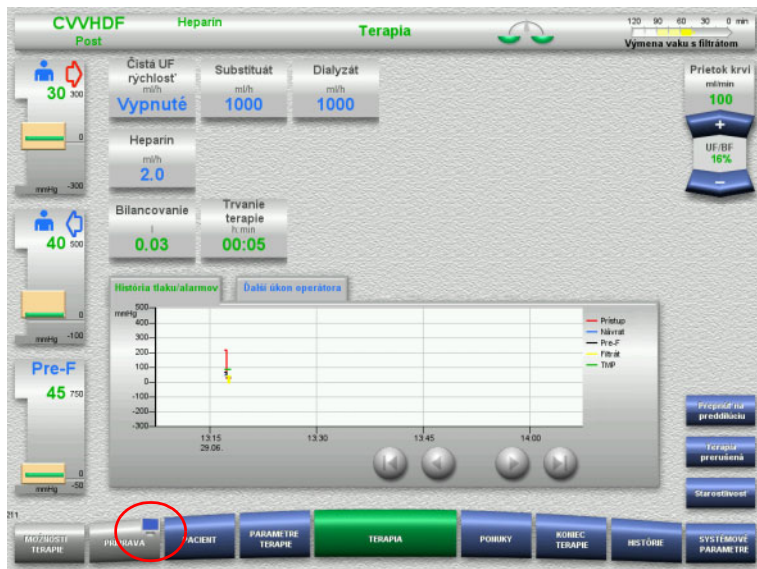 CVVHDF
Post
Heparín
Terapia
120 90 60 30 0 min
Výmena vaku s filtrátom
30 300
0
mmHg -300
40 500
0
mmHg -100
Pre-F
45 750
0
mmHg -50
Čistá UF
rýchlosť
ml/h
Vypnuté
Substituát
ml/h
1000
Dialyzát
ml/h
1000
Heparín
ml/h
2.0
Bilancovanie
l
0.03
Trvanie
terapie
h:min
00:05
Prietok krvi
ml/min
100
+
UF/BF
16%
−
História tlaku/alarmov
Ďalší úkon operátora
mmHg
500
400
300
200
100
0
-100
-200
-300
13:15
29.06.
13:30
13:45
14:00
Prístup
Návrat
Pre-F
Filtrát
TMP
Prepnúť na
predilúciu
Terapia
prerušená
Starostlivosť
211
MOŽNOSTI
TERAPIE
PRÍPRAVA
PACIENT
PARAMETRE
TERAPIE
TERAPIA
PONUKY
KONIEC
TERAPIE
HISTÓRIE
SYSTÉMOVÉ
PARAMETRE